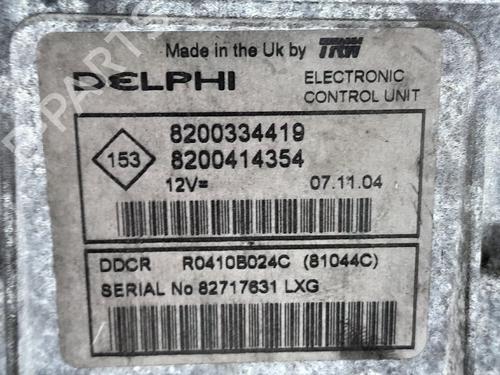 Made in the Uk by TRW
DELPHI
ELECTRONIC
CONTROL UNIT
153
8200334419
8200414354
12V=
07.11.04
DDCR R0410B024C (81044C)
SERIAL No 82717631 LXG
B-PARTS